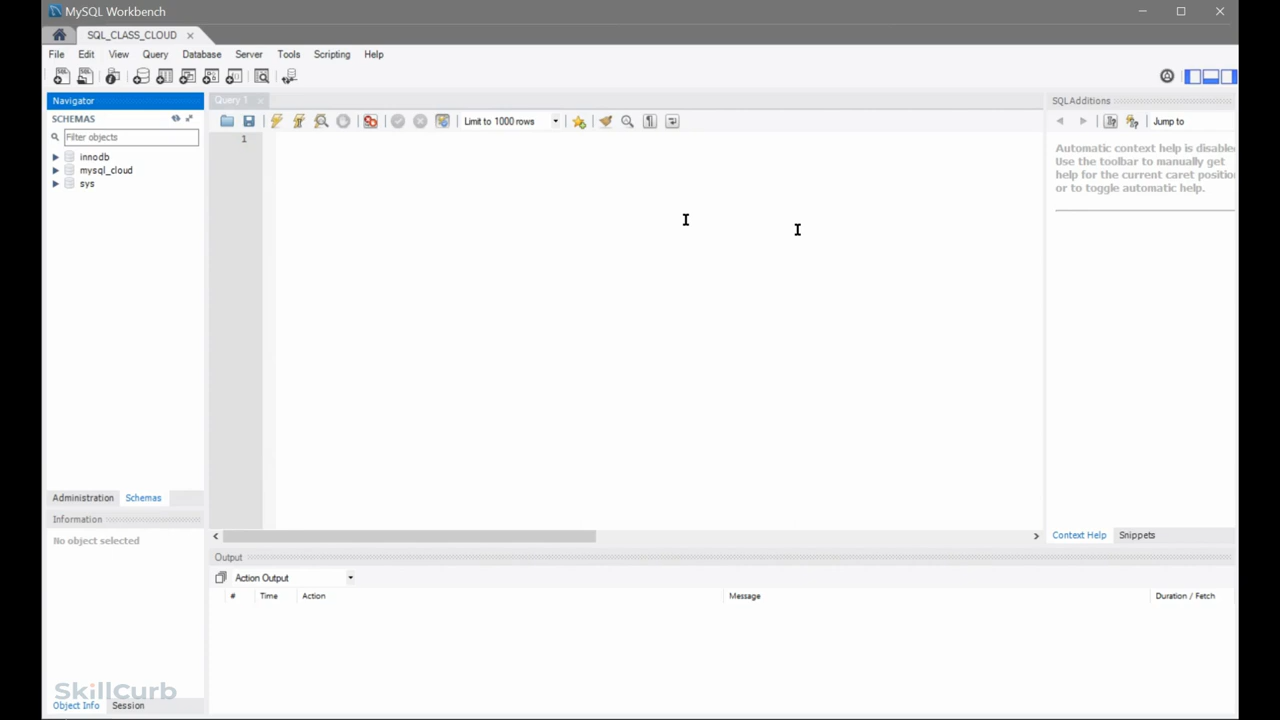 MySQL Workbench
SQL_CLASS_CLOUD
File Edit View Query Database Server Tools Scripting Help
Navigator
SCHEMAS
Filter objects
innodb
mysql_cloud
sys
Administration Schemas
Information
No object selected
SkillCurb
Object Info Session
Query 1
Limit to 1000 rows
1
Output
Action Output
# Time Action Message Duration / Fetch
SQLAdditions
Jump to
Automatic context help is disable
Use the toolbar to manually get
help for the current caret positio
or to toggle automatic help.
Context Help Snippets